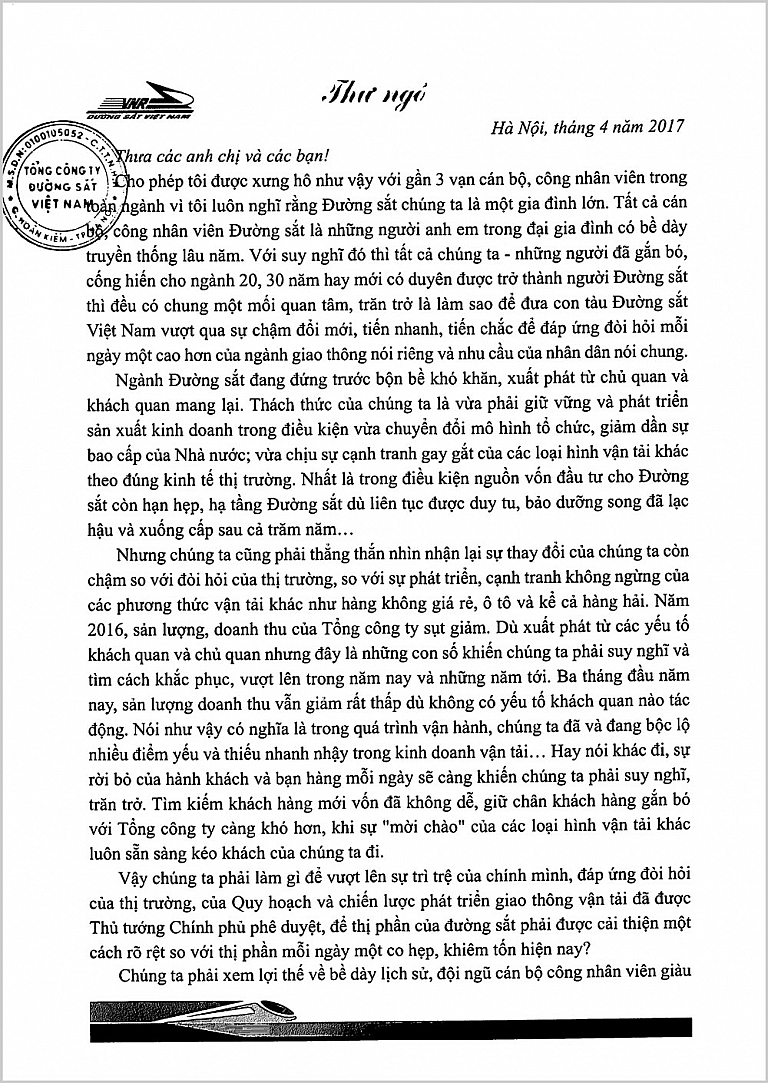 VNR
ĐƯỜNG SẮT VIỆT NAM
Thư ngỏ
Hà Nội, tháng 4 năm 2017
M.S.D.N: 0100105052 - C.T.T.N.H.H
TỔNG CÔNG TY
ĐƯỜNG SẮT
VIỆT NAM
Q. HOÀN KIẾM - TP.
Thưa các anh chị và các bạn!
Cho phép tôi được xưng hô như vậy với gần 3 vạn cán bộ, công nhân viên trong
toàn ngành vì tôi luôn nghĩ rằng Đường sắt chúng ta là một gia đình lớn. Tất cả cán
bộ, công nhân viên Đường sắt là những người anh em trong đại gia đình có bề dày
truyền thống lâu năm. Với suy nghĩ đó thì tất cả chúng ta - những người đã gắn bó,
cống hiến cho ngành 20, 30 năm hay mới có duyên được trở thành người Đường sắt
thì đều có chung một mối quan tâm, trăn trở là làm sao để đưa con tàu Đường sắt
Việt Nam vượt qua sự chậm đổi mới, tiến nhanh, tiến chắc để đáp ứng đòi hỏi mỗi
ngày một cao hơn của ngành giao thông nói riêng và nhu cầu của nhân dân nói chung.
Ngành Đường sắt đang đứng trước bộn bề khó khăn, xuất phát từ chủ quan và
khách quan mang lại. Thách thức của chúng ta là vừa phải giữ vững và phát triển
sản xuất kinh doanh trong điều kiện vừa chuyển đổi mô hình tổ chức, giảm dần sự
bao cấp của Nhà nước; vừa chịu sự cạnh tranh gay gắt của các loại hình vận tải khác
theo đúng kinh tế thị trường. Nhất là trong điều kiện nguồn vốn đầu tư cho Đường
sắt còn hạn hẹp, hạ tầng Đường sắt dù liên tục được duy tu, bảo dưỡng song đã lạc
hậu và xuống cấp sau cả trăm năm…
Nhưng chúng ta cũng phải thẳng thắn nhìn nhận lại sự thay đổi của chúng ta còn
chậm so với đòi hỏi của thị trường, so với sự phát triển, cạnh tranh không ngừng của
các phương thức vận tải khác như hàng không giá rẻ, ô tô và kể cả hàng hải. Năm
2016, sản lượng, doanh thu của Tổng công ty sụt giảm. Dù xuất phát từ các yếu tố
khách quan và chủ quan nhưng đây là những con số khiến chúng ta phải suy nghĩ và
tìm cách khắc phục, vượt lên trong năm nay và những năm tới. Ba tháng đầu năm
nay, sản lượng doanh thu vẫn giảm rất thấp dù không có yếu tố khách quan nào tác
động. Nói như vậy có nghĩa là trong quá trình vận hành, chúng ta đã và đang bộc lộ
nhiều điểm yếu và thiếu nhanh nhậy trong kinh doanh vận tải… Hay nói khác đi, sự
rời bỏ của hành khách và bạn hàng mỗi ngày sẽ càng khiến chúng ta phải suy nghĩ,
trăn trở. Tìm kiếm khách hàng mới vốn đã không dễ, giữ chân khách hàng gắn bó
với Tổng công ty càng khó hơn, khi sự "mời chào" của các loại hình vận tải khác
luôn sẵn sàng kéo khách của chúng ta đi.
Vậy chúng ta phải làm gì để vượt lên sự trì trệ của chính mình, đáp ứng đòi hỏi
của thị trường, của Quy hoạch và chiến lược phát triển giao thông vận tải đã được
Thủ tướng Chính phủ phê duyệt, để thị phần của đường sắt phải được cải thiện một
cách rõ rệt so với thị phần mỗi ngày một co hẹp, khiêm tốn hiện nay?
Chúng ta phải xem lợi thế về bề dày lịch sử, đội ngũ cán bộ công nhân viên giàu